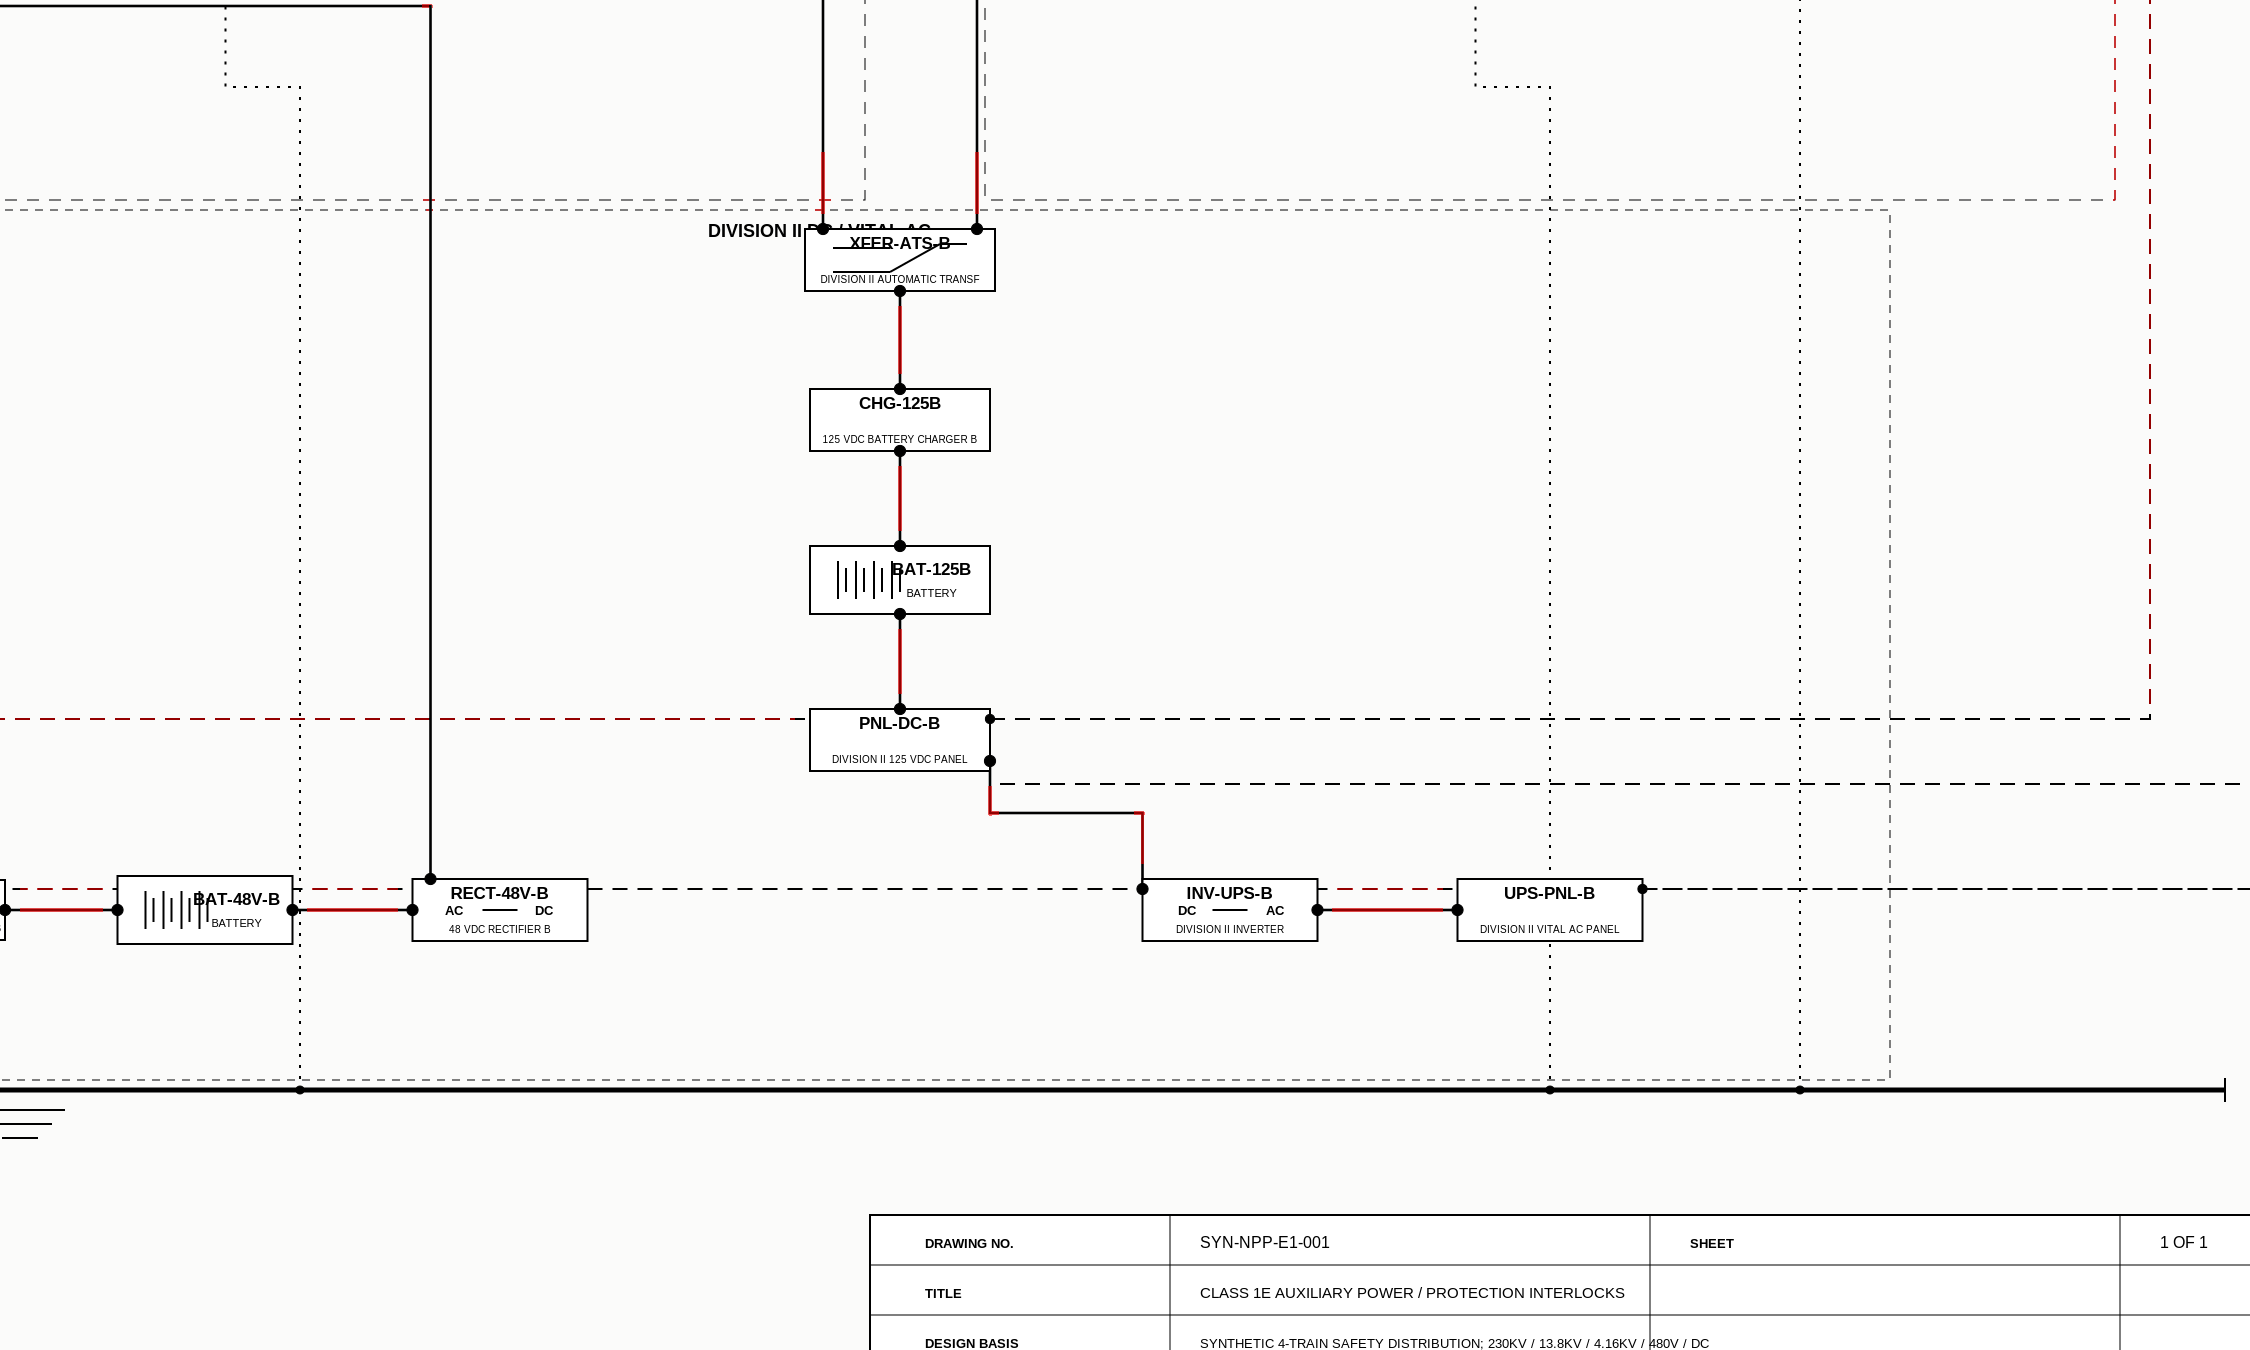 DIVISION II DC / VITAL AC
XFER-ATS-B
DIVISION II AUTOMATIC TRANSF
CHG-125B
125 VDC BATTERY CHARGER B
BAT-125B
BATTERY
PNL-DC-B
DIVISION II 125 VDC PANEL
BAT-48V-B
BATTERY
RECT-48V-B
AC DC
48 VDC RECTIFIER B
INV-UPS-B
DC AC
DIVISION II INVERTER
UPS-PNL-B
DIVISION II VITAL AC PANEL
DRAWING NO. SYN-NPP-E1-001 SHEET 1 OF 1
TITLE CLASS 1E AUXILIARY POWER / PROTECTION INTERLOCKS
DESIGN BASIS SYNTHETIC 4-TRAIN SAFETY DISTRIBUTION; 230KV / 13.8KV / 4.16KV / 480V / DC